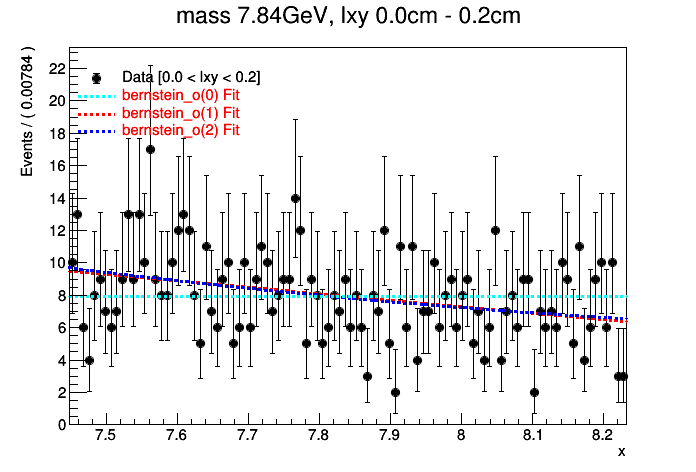 mass 7.84GeV, lxy 0.0cm - 0.2cm
Events / ( 0.00784 )
22
20
18
16
14
12
10
8
6
4
2
0
Data [0.0 < lxy < 0.2]
bernstein_o(0) Fit
bernstein_o(1) Fit
bernstein_o(2) Fit
7.5 7.6 7.7 7.8 7.9 8 8.1 8.2
x